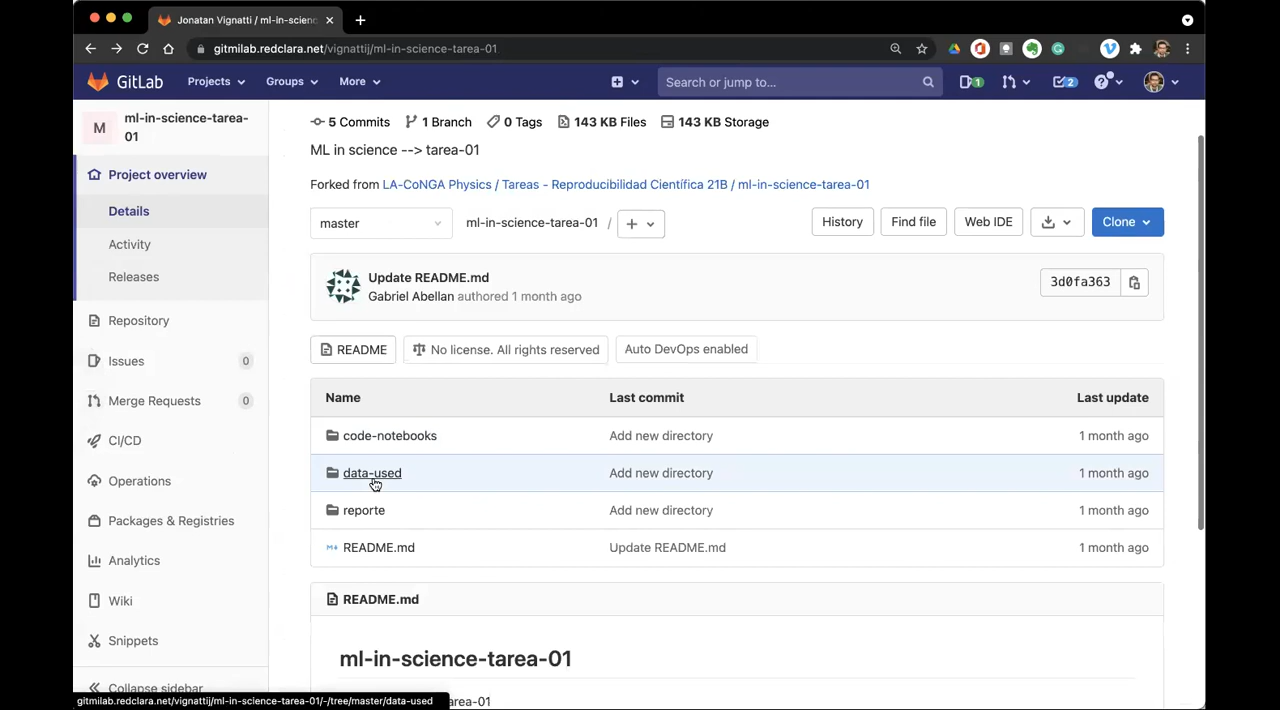 Jonatan Vignatti / ml-in-scienc
gitmilab.redclara.net/vignattij/ml-in-science-tarea-01
GitLab Projects Groups More Search or jump to... 1 2
M ml-in-science-tarea-01
Project overview
Details
Activity
Releases
Repository
Issues 0
Merge Requests 0
CI/CD
Operations
Packages & Registries
Analytics
Wiki
Snippets
Collapse sidebar
5 Commits 1 Branch 0 Tags 143 KB Files 143 KB Storage
ML in science --> tarea-01
Forked from LA-CoNGA Physics / Tareas - Reproducibilidad Científica 21B / ml-in-science-tarea-01
master ml-in-science-tarea-01 / + History Find file Web IDE Clone
Update README.md
Gabriel Abellan authored 1 month ago
3d0fa363
README No license. All rights reserved Auto DevOps enabled
Name Last commit Last update
code-notebooks Add new directory 1 month ago
data-used Add new directory 1 month ago
reporte Add new directory 1 month ago
README.md Update README.md 1 month ago
README.md
ml-in-science-tarea-01
rea-01
gitmilab.redclara.net/vignattij/ml-in-science-tarea-01/-/tree/master/data-used